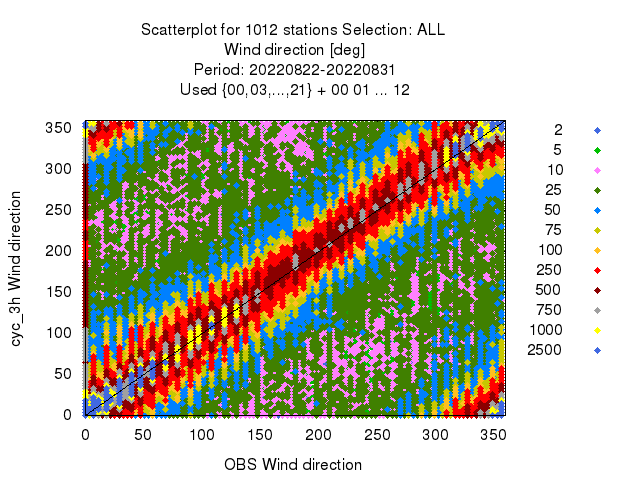 Scatterplot for 1012 stations Selection: ALL
Wind direction [deg]
Period: 20220822-20220831
Used {00,03,...,21} + 00 01 ... 12
cyc_3h Wind direction
350
300
250
200
150
100
50
0
0 50 100 150 200 250 300 350
OBS Wind direction
2
5
10
25
50
75
100
250
500
750
1000
2500